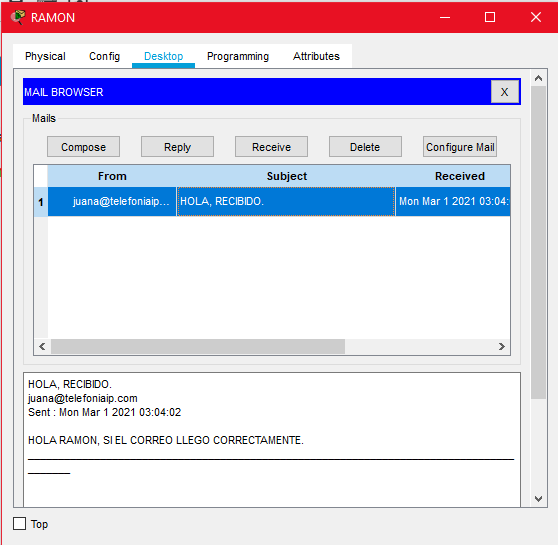 RAMON
Physical Config Desktop Programming Attributes
MAIL BROWSER X
Mails
Compose Reply Receive Delete Configure Mail
From Subject Received
1 juana@telefoniaip... HOLA, RECIBIDO. Mon Mar 1 2021 03:04:
HOLA, RECIBIDO.
juana@telefoniaip.com
Sent : Mon Mar 1 2021 03:04:02
HOLA RAMON, SI EL CORREO LLEGO CORRECTAMENTE.
Top